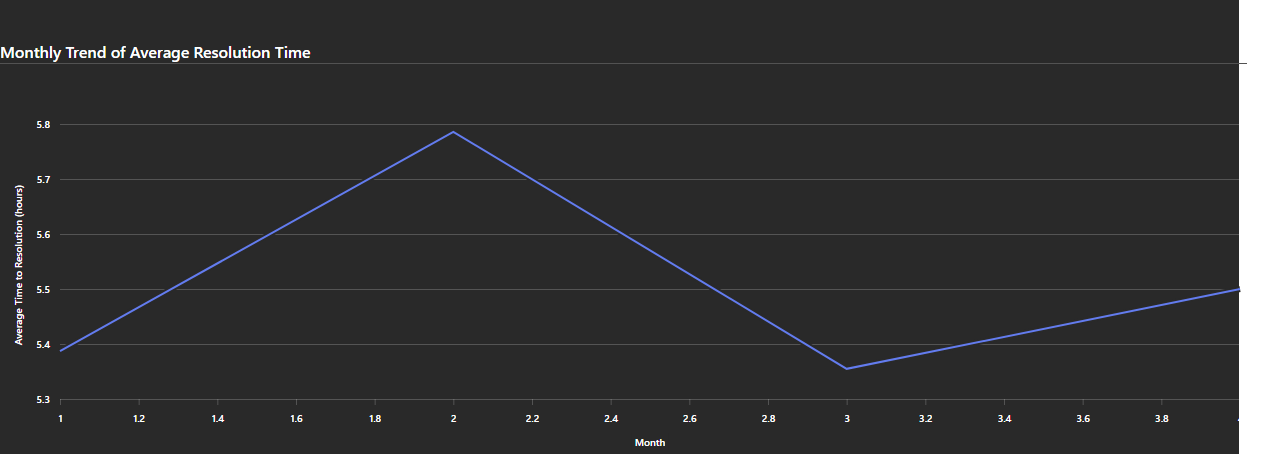 Monthly Trend of Average Resolution Time
5.8
5.7
5.6
5.5
5.4
5.3
Average Time to Resolution (hours)
1 1.2 1.4 1.6 1.8 2 2.2 2.4 2.6 2.8 3 3.2 3.4 3.6 3.8
Month